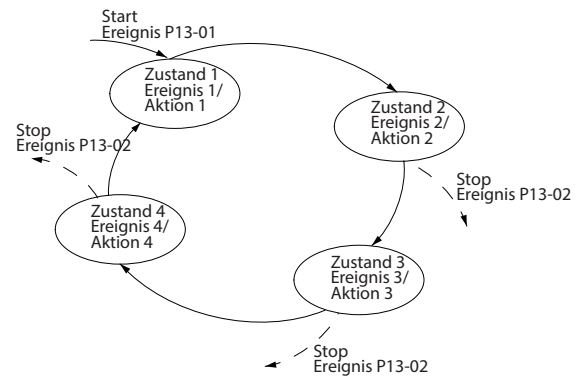 Start
Ereignis P13-01
Zustand 1
Ereignis 1/
Aktion 1
Zustand 2
Ereignis 2/
Aktion 2
Stop
Ereignis P13-02
Stop
Ereignis P13-02
Zustand 4
Ereignis 4/
Aktion 4
Zustand 3
Ereignis 3/
Aktion 3
Stop
Ereignis P13-02